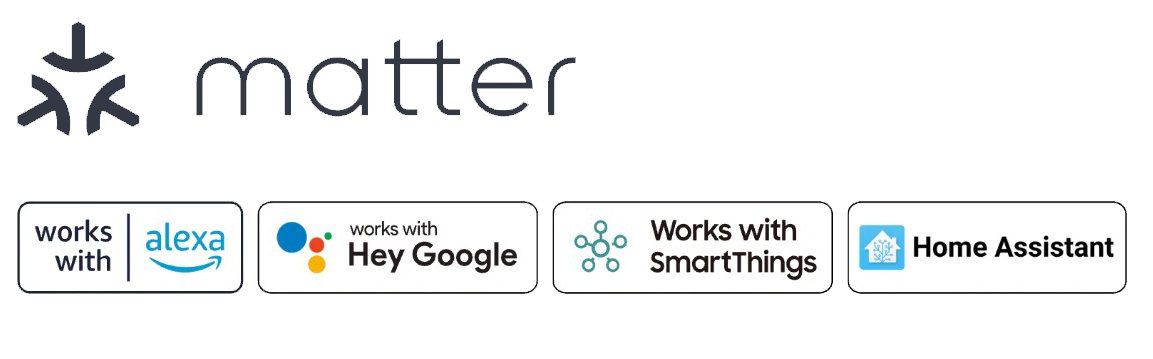 matter
works with
alexa
works with
Hey Google
Works with
SmartThings
Home Assistant